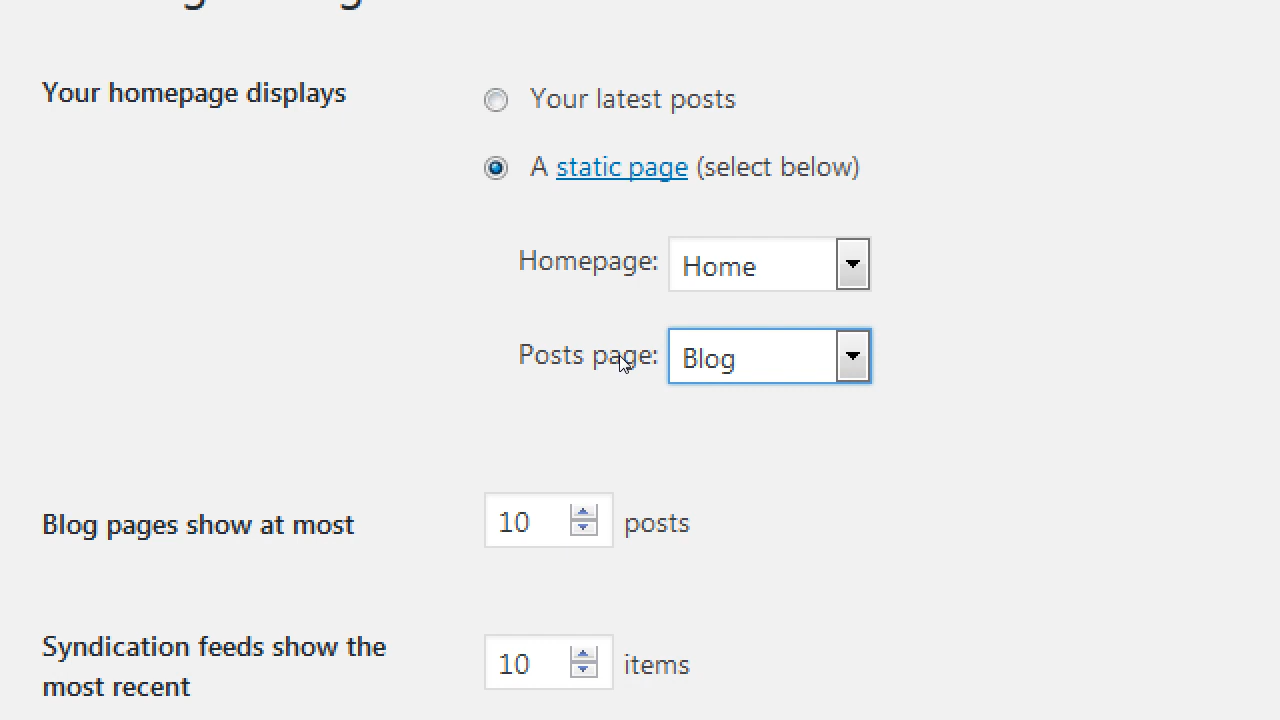 Your homepage displays
Your latest posts
A static page (select below)
Homepage: Home
Posts page: Blog
Blog pages show at most 10 posts
Syndication feeds show the
most recent
10 items